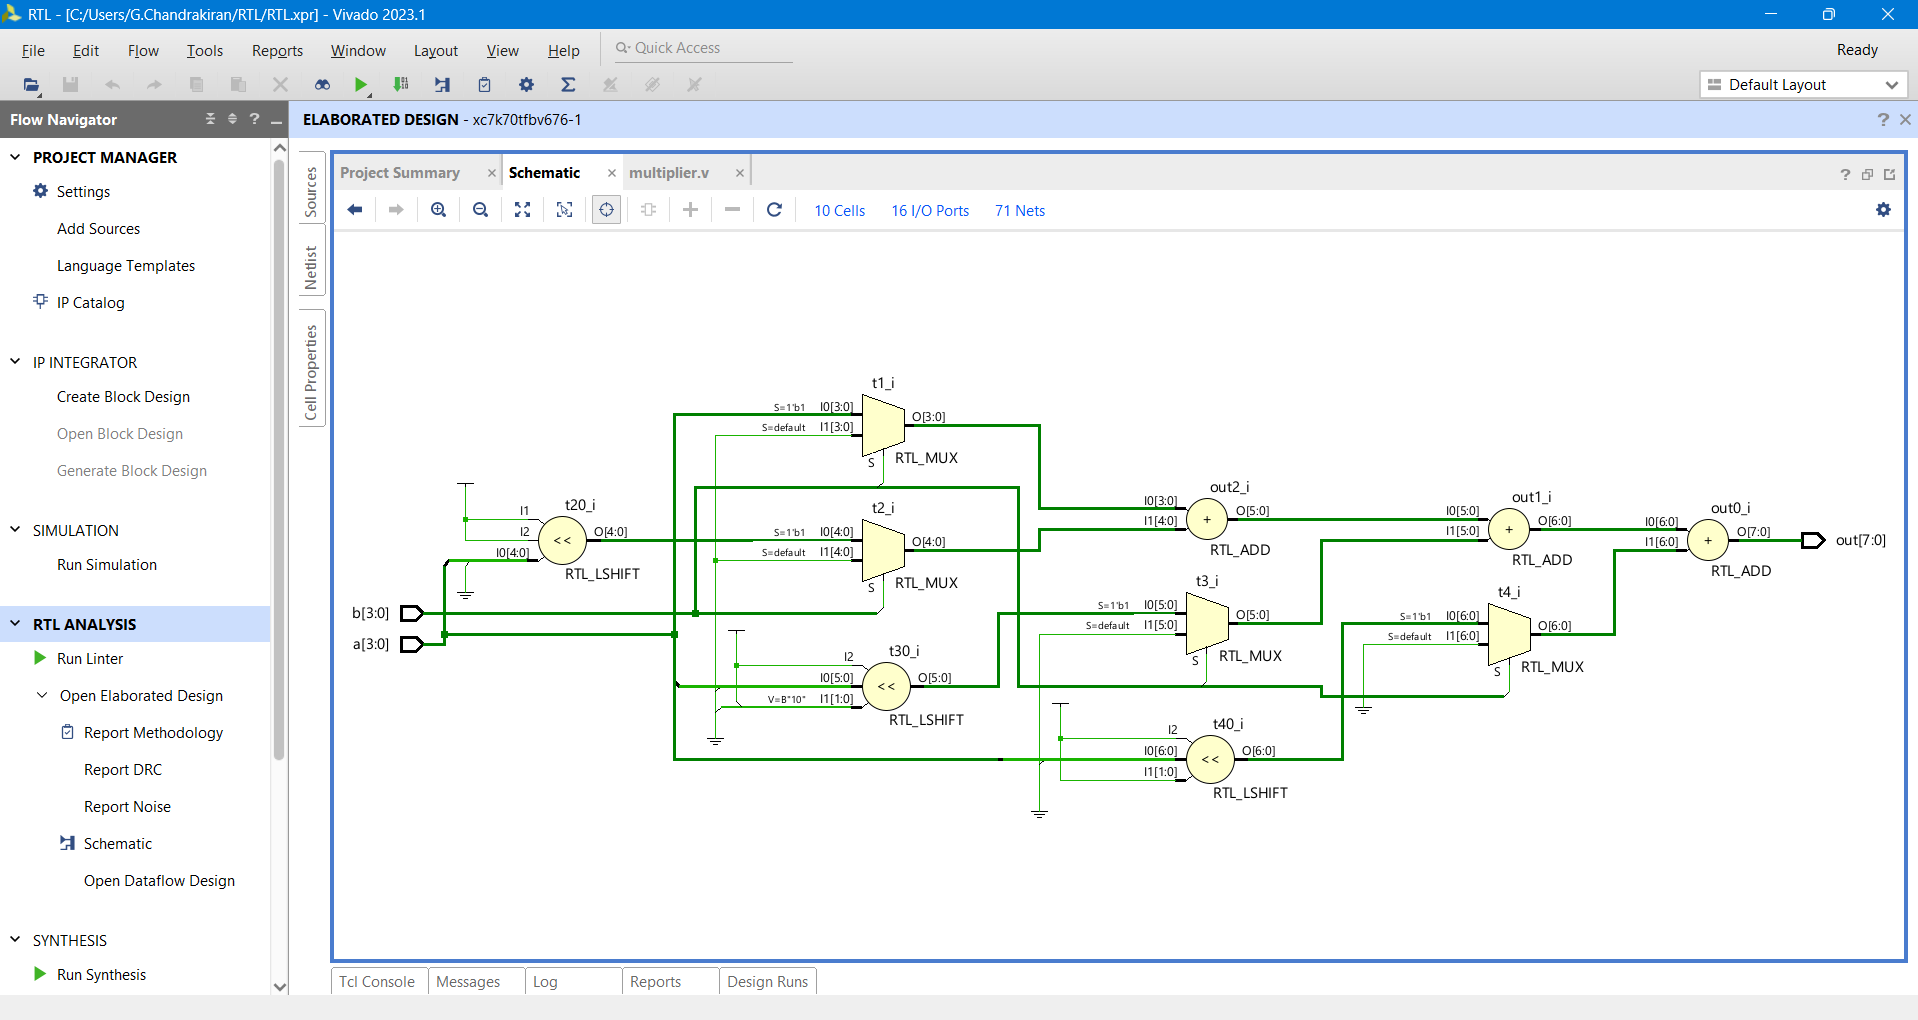 RTL - [C:/Users/G.Chandrakiran/RTL/RTL.xpr] - Vivado 2023.1
File Edit Flow Tools Reports Window Layout View Help Quick Access
Ready
Default Layout
Flow Navigator
?
ELABORATED DESIGN - xc7k70tfbv676-1
?
PROJECT MANAGER
Settings
Add Sources
Language Templates
IP Catalog
IP INTEGRATOR
Create Block Design
Open Block Design
Generate Block Design
SIMULATION
Run Simulation
RTL ANALYSIS
Run Linter
Open Elaborated Design
Report Methodology
Report DRC
Report Noise
Schematic
Open Dataflow Design
SYNTHESIS
Run Synthesis
Sources
Netlist
Cell Properties
Project Summary
Schematic
multiplier.v
?
10 Cells 16 I/O Ports 71 Nets
t1_i
S=1'b1 I0[3:0]
S=default I1[3:0]
O[3:0]
S
RTL_MUX
t20_i
I1
I2
I0[4:0]
<<
O[4:0]
RTL_LSHIFT
t2_i
S=1'b1 I0[4:0]
S=default I1[4:0]
O[4:0]
S
RTL_MUX
b[3:0]
a[3:0]
t30_i
I2
I0[5:0]
V=B"10" I1[1:0]
<<
O[5:0]
RTL_LSHIFT
out2_i
I0[3:0]
I1[4:0]
+
O[5:0]
RTL_ADD
t3_i
S=1'b1 I0[5:0]
S=default I1[5:0]
O[5:0]
S
RTL_MUX
t40_i
I2
I0[6:0]
I1[1:0]
<<
O[6:0]
RTL_LSHIFT
out1_i
I0[5:0]
I1[5:0]
+
O[6:0]
RTL_ADD
t4_i
S=1'b1 I0[6:0]
S=default I1[6:0]
O[6:0]
S
RTL_MUX
out0_i
I0[6:0]
I1[6:0]
+
O[7:0]
RTL_ADD
out[7:0]
Tcl Console
Messages
Log
Reports
Design Runs